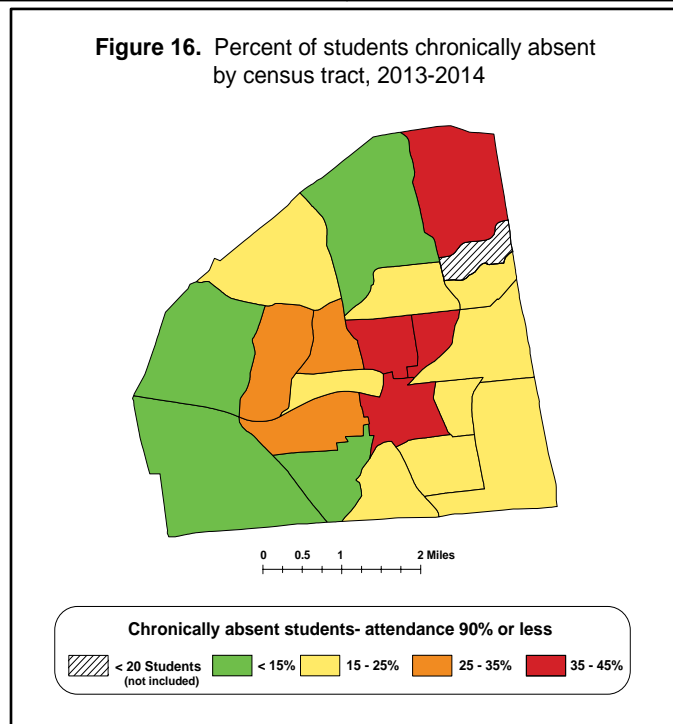 Figure 16. Percent of students chronically absent
by census tract, 2013-2014
0 0.5 1 2 Miles
Chronically absent students- attendance 90% or less
< 20 Students
(not included)
< 15%
15 - 25%
25 - 35%
35 - 45%